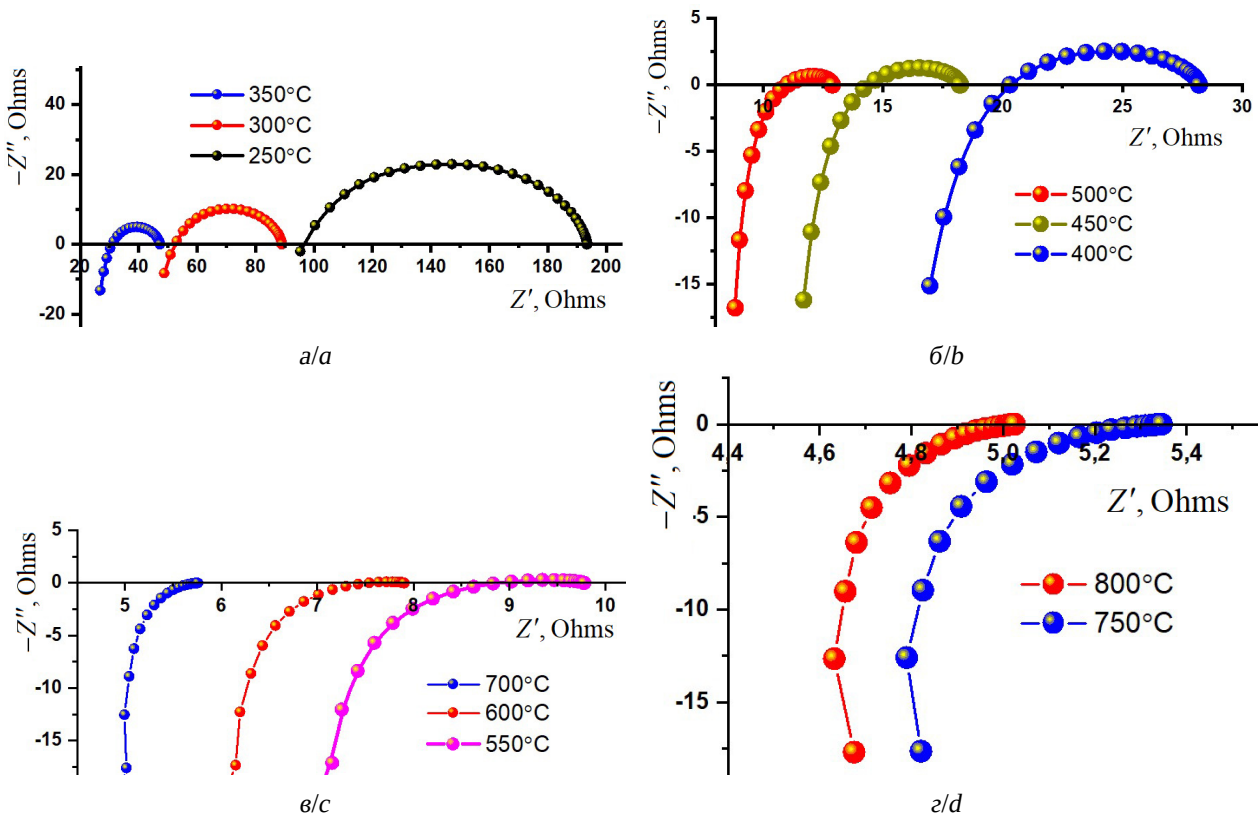 −Z″, Ohms
40
20
0
-20
20 40 60 80 100 120 140 160 180 200
350°C
300°C
250°C
Z′, Ohms
a/a
−Z″, Ohms
5
0
-5
-10
-15
10 15 20 25 30
Z′, Ohms
500°C
450°C
400°C
б/b
−Z″, Ohms
5
0
-5
-10
-15
5 6 7 8 9 10
Z′, Ohms
700°C
600°C
550°C
в/c
−Z″, Ohms
0
-5
-10
-15
4,4 4,6 4,8 5,0 5,2 5,4
Z′, Ohms
800°C
750°C
г/d